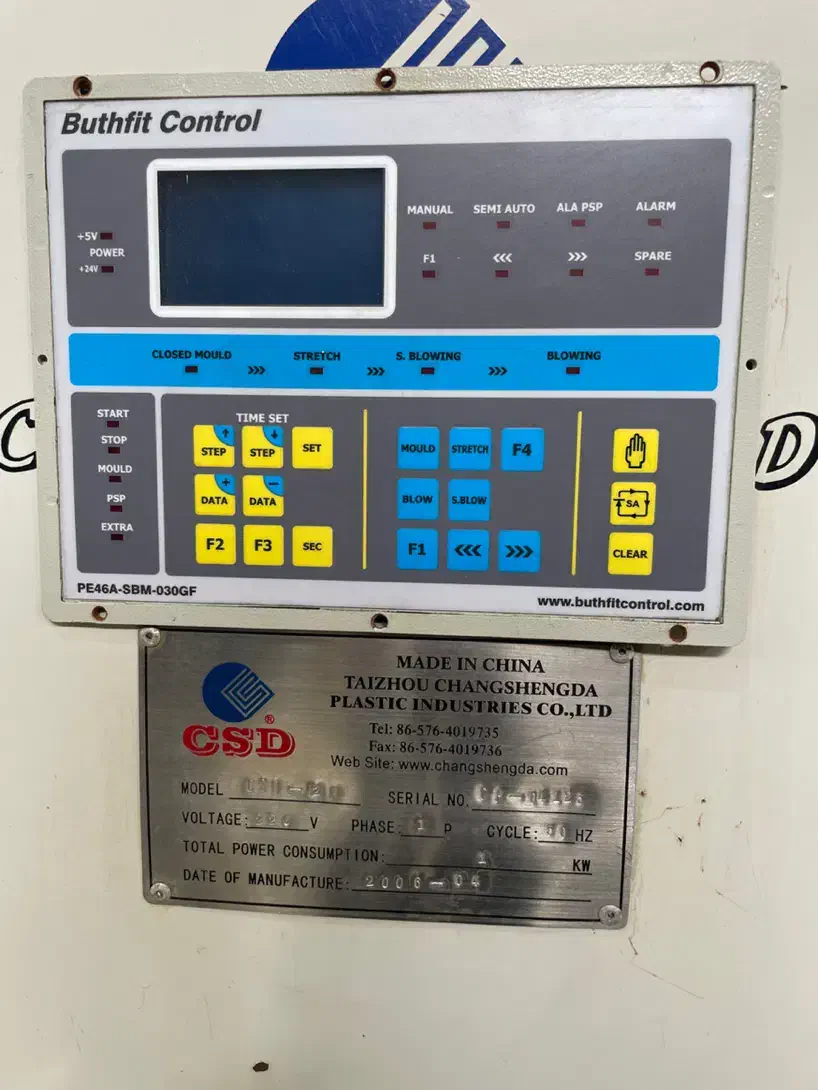 Buthfit Control
MANUAL SEMI AUTO ALA PSP ALARM
+5V
POWER
+24V
F1 <<< >>> SPARE
CLOSED MOULD >>> STRETCH >>> S. BLOWING >>> BLOWING
START
STOP
MOULD
PSP
EXTRA
TIME SET
STEP STEP SET
DATA + DATA −
F2 F3 SEC
MOULD STRETCH F4
BLOW S.BLOW
F1 <<< >>>
SA
CLEAR
PE46A-SBM-030GF
www.buthfitcontrol.com
C D
CSD®
MADE IN CHINA
TAIZHOU CHANGSHENGDA
PLASTIC INDUSTRIES CO.,LTD
Tel: 86-576-4019735
Fax: 86-576-4019736
Web Site: www.changshengda.com
MODEL SERIAL NO.
VOLTAGE: 220 V PHASE: P CYCLE: HZ
TOTAL POWER CONSUMPTION: 1 KW
DATE OF MANUFACTURE: 2006-04